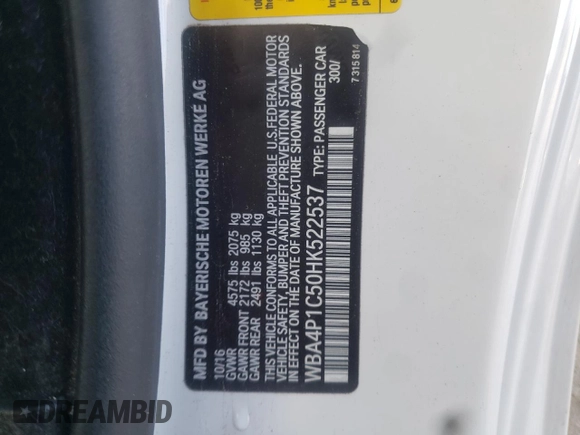 MFD BY BAYERISCHE MOTOREN WERKE AG
10/16
GVWR 4575 lbs 2075 kg
GAWR FRONT 2172 lbs 985 kg
GAWR REAR 2491 lbs 1130 kg
THIS VEHICLE CONFORMS TO ALL APPLICABLE U.S. FEDERAL MOTOR
VEHICLE SAFETY, BUMPER AND THEFT PREVENTION STANDARDS
IN EFFECT ON THE DATE OF MANUFACTURE SHOWN ABOVE.
WBA4P1C50HK522537 TYPE: PASSENGER CAR
300/
7 315 814
DREAMBID